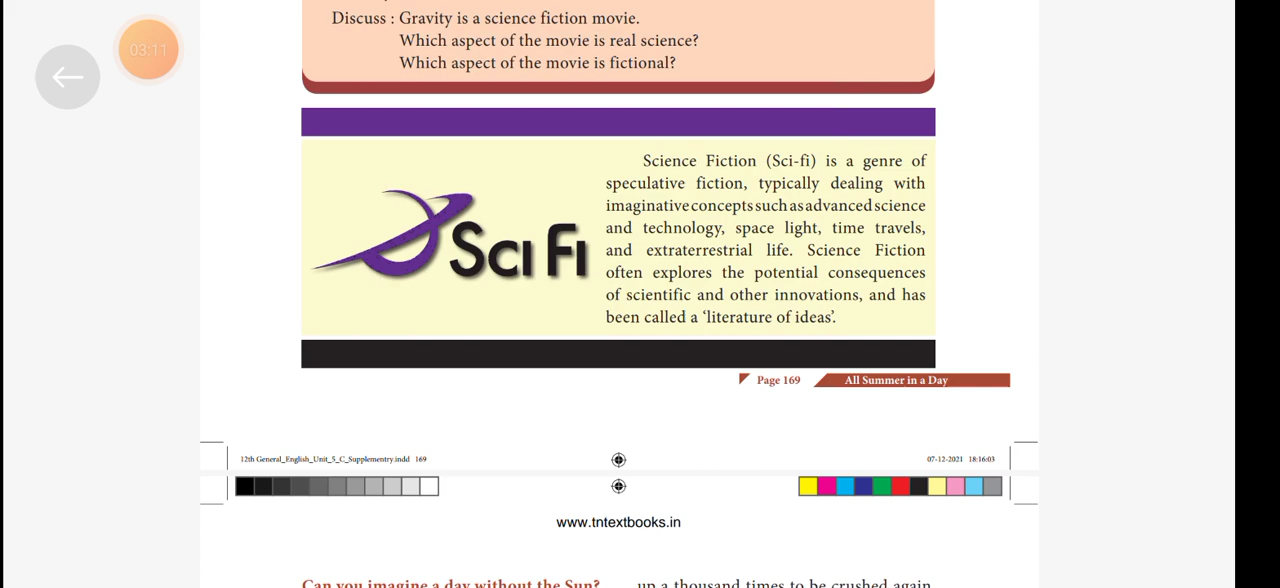 03:11
Discuss : Gravity is a science fiction movie.
Which aspect of the movie is real science?
Which aspect of the movie is fictional?
Sci Fi
Science Fiction (Sci-fi) is a genre of
speculative fiction, typically dealing with
imaginative concepts such as advanced science
and technology, space light, time travels,
and extraterrestrial life. Science Fiction
often explores the potential consequences
of scientific and other innovations, and has
been called a ‘literature of ideas’.
Page 169
All Summer in a Day
12th General_English_Unit_5_C_Supplementry.indd 169
07-12-2021 18:16:03
www.tntextbooks.in
Can you imagine a day without the Sun?
up a thousand times to be crushed again